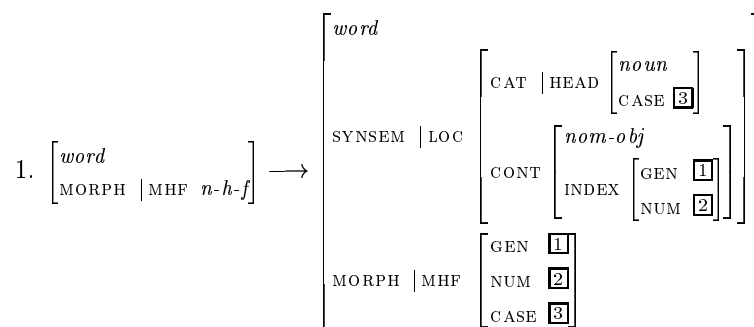 word
noun
CAT | HEAD
CASE 3
SYNSEM | LOC
nom-obj
1. word
MORPH | MHF n-h-f ⟶
CONT
INDEX
GEN 1
NUM 2
GEN 1
MORPH | MHF
NUM 2
CASE 3